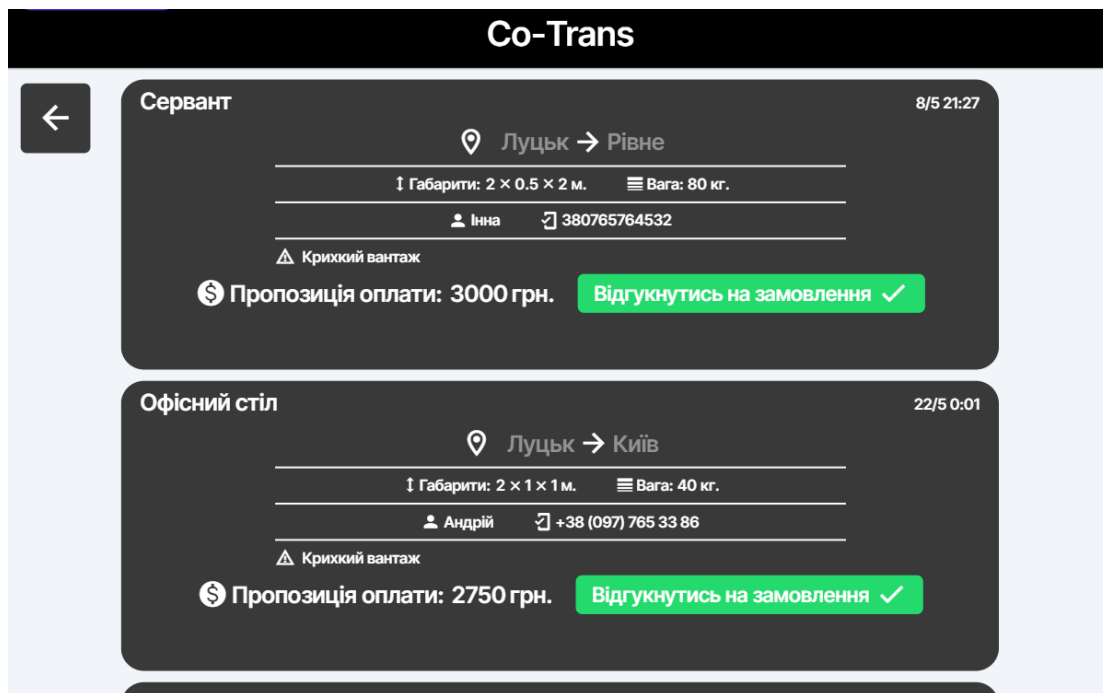 Co-Trans
Сервант 8/5 21:27
Луцьк → Рівне
Габарити: 2 × 0.5 × 2 м. Вага: 80 кг.
Інна 380765764532
Крихкий вантаж
Пропозиція оплати: 3000 грн. Відгукнутись на замовлення
Офісний стіл 22/5 0:01
Луцьк → Київ
Габарити: 2 × 1 × 1 м. Вага: 40 кг.
Андрій +38 (097) 765 33 86
Крихкий вантаж
Пропозиція оплати: 2750 грн. Відгукнутись на замовлення